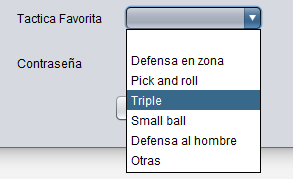 Tactica Favorita
Defensa en zona
Contraseña
Pick and roll
Triple
Small ball
Defensa al hombre
Otras